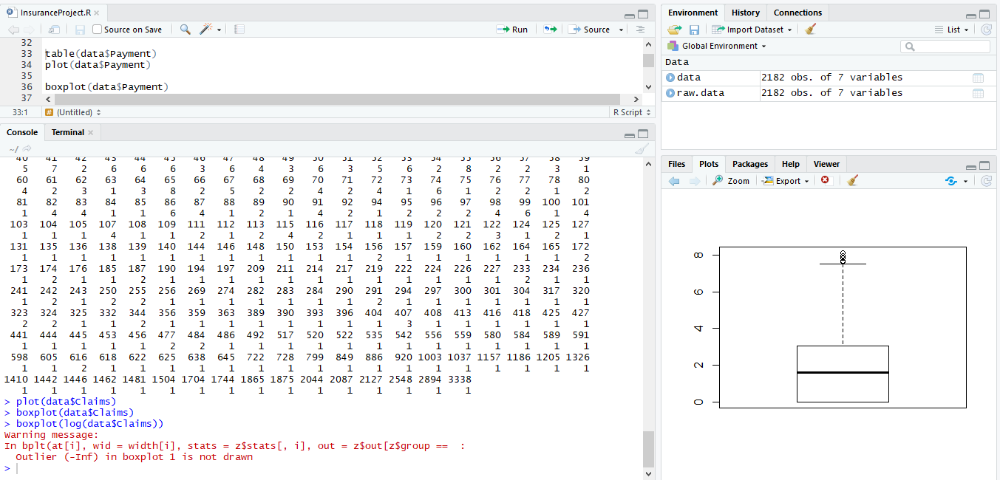 InsuranceProject.R
Source on Save
Run
Source
32
33 table(data$Payment)
34 plot(data$Payment)
35
36 boxplot(data$Payment)
37
33:1 (Untitled) R Script
Console Terminal
~/
40 41 42 43 44 45 46 47 48 49 50 51 52 53 54 55 56 57 58 59
5 7 2 6 6 6 3 6 4 3 6 3 5 6 2 8 2 2 3 1
60 61 62 63 64 65 66 67 68 69 70 71 72 73 74 75 76 77 78 80
4 2 3 1 3 8 2 5 2 2 4 2 4 1 6 1 2 2 1 2
81 82 83 84 85 86 87 88 89 90 91 92 94 95 96 97 98 99 100 101
1 4 4 1 1 6 4 1 2 1 4 2 1 2 2 2 4 6 1 4
103 104 105 107 108 109 111 112 113 115 116 117 118 119 120 121 122 124 125 127
1 1 1 4 1 1 2 1 2 4 2 1 1 1 2 2 3 1 2 1
131 135 136 138 139 140 144 146 148 150 153 154 156 157 159 160 162 164 165 172
1 1 1 1 1 1 1 1 1 1 1 1 2 1 1 1 1 1 1 2
173 174 176 185 187 190 194 197 209 211 214 217 219 222 224 226 227 233 234 236
1 2 1 1 2 1 1 1 1 1 1 1 1 1 1 1 1 2 1 1
241 242 243 250 255 256 269 274 282 283 284 290 291 294 297 300 301 304 317 320
1 2 1 2 2 1 1 1 1 1 1 1 2 1 1 1 1 1 1 1
323 324 325 332 344 356 359 363 389 390 393 396 404 407 408 413 416 418 425 427
2 2 1 1 2 1 1 1 1 1 1 1 1 3 1 1 1 1 1 1
441 444 445 453 456 477 484 486 492 517 520 522 535 542 556 559 580 584 589 591
1 1 1 1 1 2 2 1 1 1 1 1 1 1 1 1 1 1 1 1
598 605 616 618 622 625 638 645 722 728 799 849 886 920 1003 1037 1157 1186 1205 1326
1 1 2 1 1 1 1 1 1 1 1 1 1 1 1 1 1 1 1 1
1410 1442 1446 1462 1481 1504 1704 1744 1865 1875 2044 2087 2127 2548 2894 3338
1 1 1 1 1 1 1 1 1 1 1 1 1 1 1 1
> plot(data$Claims)
> boxplot(data$Claims)
> boxplot(log(data$Claims))
Warning message:
In bplt(at[i], wid = width[i], stats = z$stats[, i], out = z$out[z$group == :
Outlier (-Inf) in boxplot 1 is not drawn
>
Environment History Connections
Import Dataset
List
Global Environment
Data
data 2182 obs. of 7 variables
raw.data 2182 obs. of 7 variables
Files Plots Packages Help Viewer
Zoom Export
8
6
4
2
0